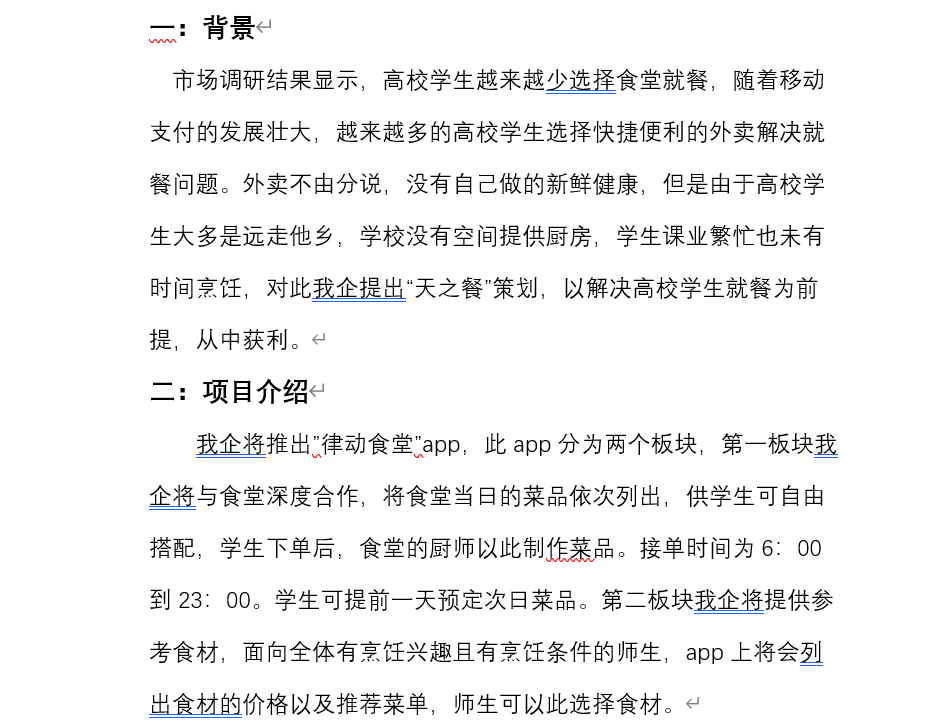 一：背景
市场调研结果显示，高校学生越来越少选择食堂就餐，随着移动
支付的发展壮大，越来越多的高校学生选择快捷便利的外卖解决就
餐问题。外卖不由分说，没有自己做的新鲜健康，但是由于高校学
生大多是远走他乡，学校没有空间提供厨房，学生课业繁忙也未有
时间烹饪，对此我企提出“天之餐”策划，以解决高校学生就餐为前
提，从中获利。
二：项目介绍
我企将推出”律动食堂”app，此 app 分为两个板块，第一板块我
企将与食堂深度合作，将食堂当日的菜品依次列出，供学生可自由
搭配，学生下单后，食堂的厨师以此制作菜品。接单时间为 6：00
到 23：00。学生可提前一天预定次日菜品。第二板块我企将提供参
考食材，面向全体有烹饪兴趣且有烹饪条件的师生，app 上将会列
出食材的价格以及推荐菜单，师生可以此选择食材。